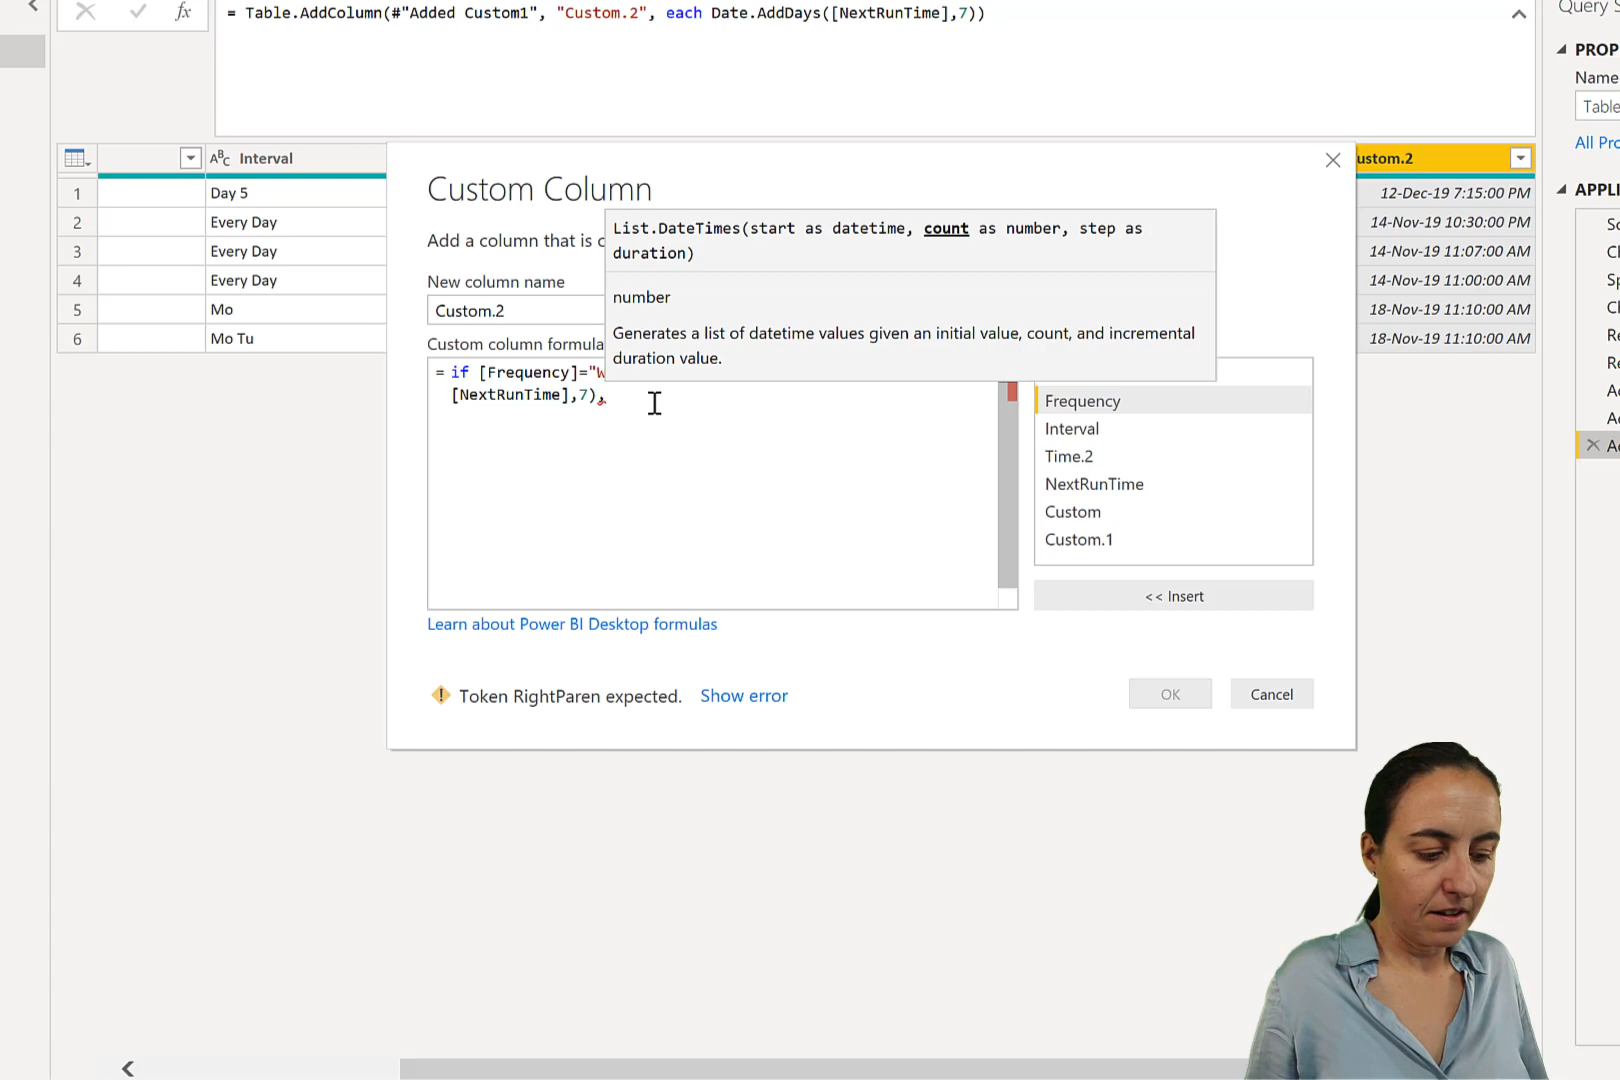 = Table.AddColumn(#"Added Custom1", "Custom.2", each Date.AddDays([NextRunTime],7))
Query S
PROP
Name
Table
All Pro
APPLI
Interval
Custom Column
ustom.2
1 Day 5 12-Dec-19 7:15:00 PM
2 Every Day 14-Nov-19 10:30:00 PM
3 Every Day 14-Nov-19 11:07:00 AM
4 Every Day 14-Nov-19 11:00:00 AM
5 Mo 18-Nov-19 11:10:00 AM
6 Mo Tu 18-Nov-19 11:10:00 AM
Add a column that is c
List.DateTimes(start as datetime, count as number, step as
duration)
number
Generates a list of datetime values given an initial value, count, and incremental
duration value.
New column name
Custom.2
Custom column formula
= if [Frequency]="W
[NextRunTime],7),
Frequency
Interval
Time.2
NextRunTime
Custom
Custom.1
<< Insert
Learn about Power BI Desktop formulas
Token RightParen expected. Show error
OK
Cancel